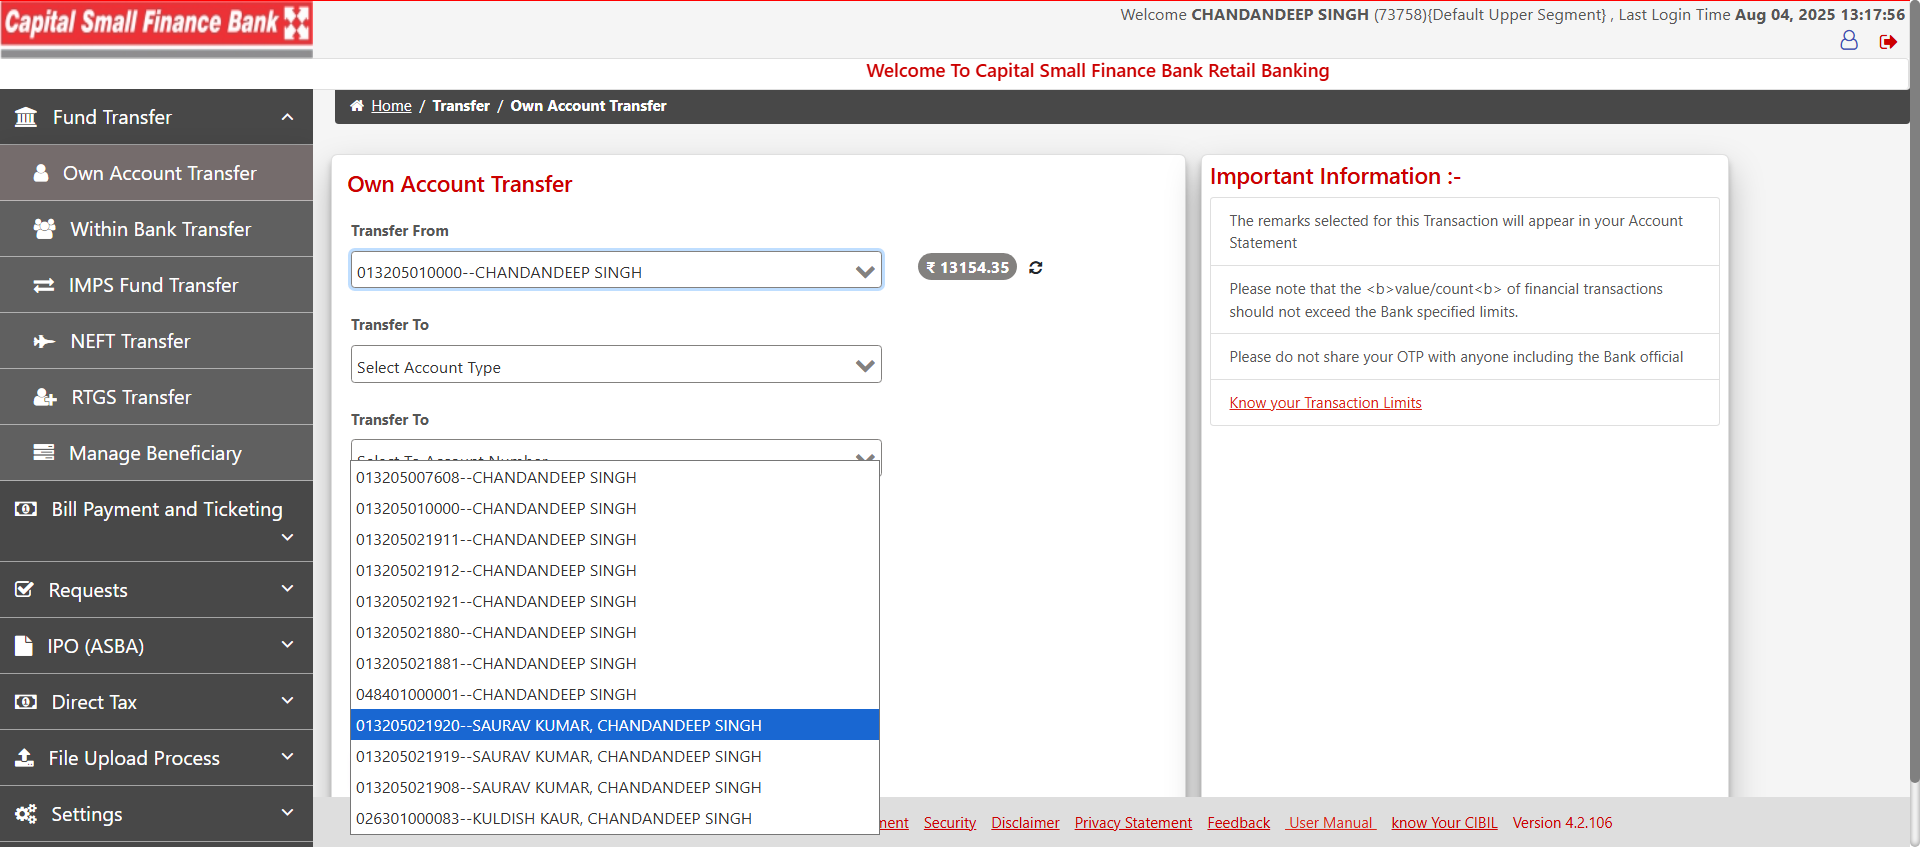 Capital Small Finance Bank
Welcome CHANDANDEEP SINGH (73758){Default Upper Segment} , Last Login Time Aug 04, 2025 13:17:56
Welcome To Capital Small Finance Bank Retail Banking
Fund Transfer
Own Account Transfer
Within Bank Transfer
IMPS Fund Transfer
NEFT Transfer
RTGS Transfer
Manage Beneficiary
Bill Payment and Ticketing
Requests
IPO (ASBA)
Direct Tax
File Upload Process
Settings
Home / Transfer / Own Account Transfer
Own Account Transfer
Transfer From
013205010000--CHANDANDEEP SINGH
₹ 13154.35
Transfer To
Select Account Type
Transfer To
Select To Account Number
013205007608--CHANDANDEEP SINGH
013205010000--CHANDANDEEP SINGH
013205021911--CHANDANDEEP SINGH
013205021912--CHANDANDEEP SINGH
013205021921--CHANDANDEEP SINGH
013205021880--CHANDANDEEP SINGH
013205021881--CHANDANDEEP SINGH
048401000001--CHANDANDEEP SINGH
013205021920--SAURAV KUMAR, CHANDANDEEP SINGH
013205021919--SAURAV KUMAR, CHANDANDEEP SINGH
013205021908--SAURAV KUMAR, CHANDANDEEP SINGH
026301000083--KULDISH KAUR, CHANDANDEEP SINGH
Important Information :-
The remarks selected for this Transaction will appear in your Account
Statement
Please note that the <b>value/count<b> of financial transactions
should not exceed the Bank specified limits.
Please do not share your OTP with anyone including the Bank official
Know your Transaction Limits
Security Disclaimer Privacy Statement Feedback User Manual know Your CIBIL Version 4.2.106